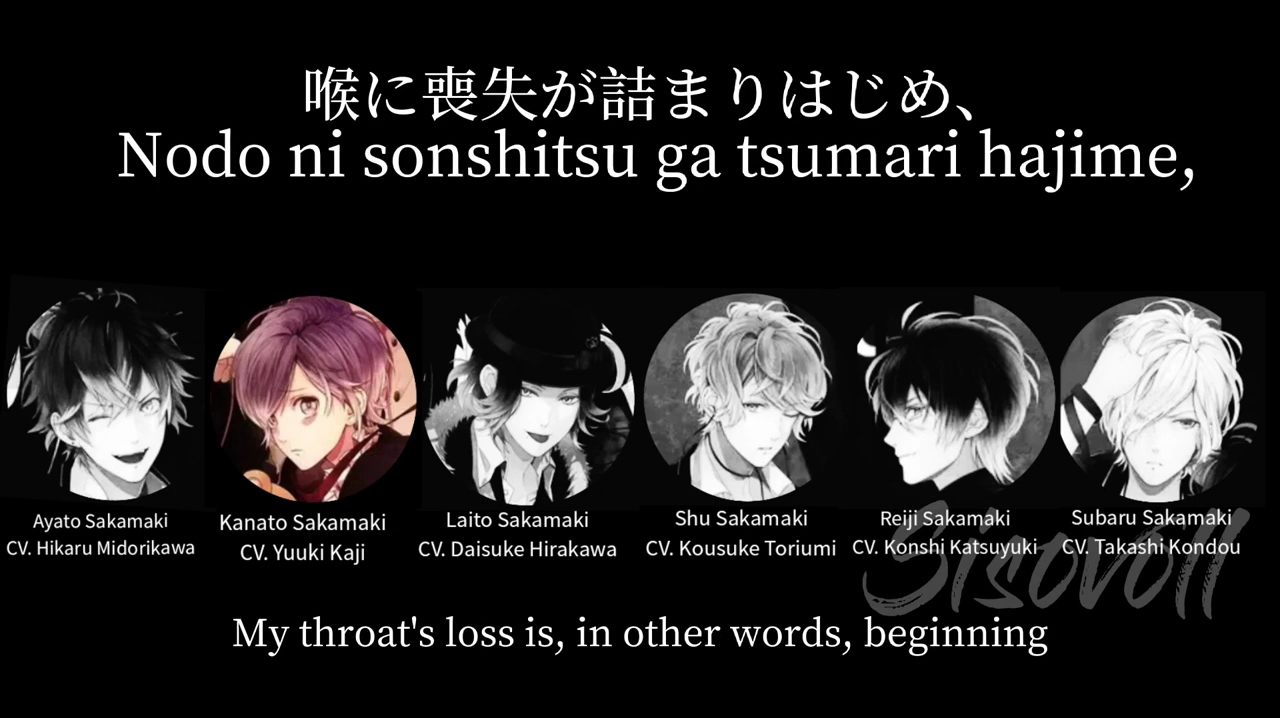 喉に喪失が詰まりはじめ、
Nodo ni sonshitsu ga tsumari hajime,
Ayato Sakamaki
CV. Hikaru Midorikawa
Kanato Sakamaki
CV. Yuuki Kaji
Laito Sakamaki
CV. Daisuke Hirakawa
Shu Sakamaki
CV. Kousuke Toriumi
Reiji Sakamaki
CV. Konshi Katsuyuki
Subaru Sakamaki
CV. Takashi Kondou
Sisovoll
My throat's loss is, in other words, beginning